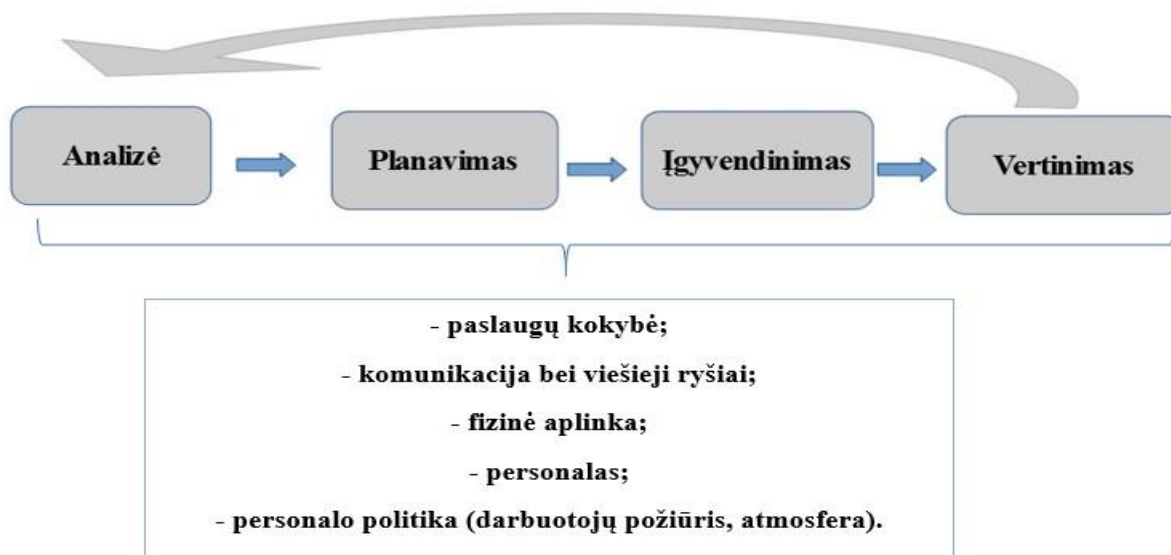 Analizė
Planavimas
Įgyvendinimas
Vertinimas
- paslaugų kokybė;
- komunikacija bei viešieji ryšiai;
- fizinė aplinka;
- personalas;
- personalo politika (darbuotojų požiūris, atmosfera).